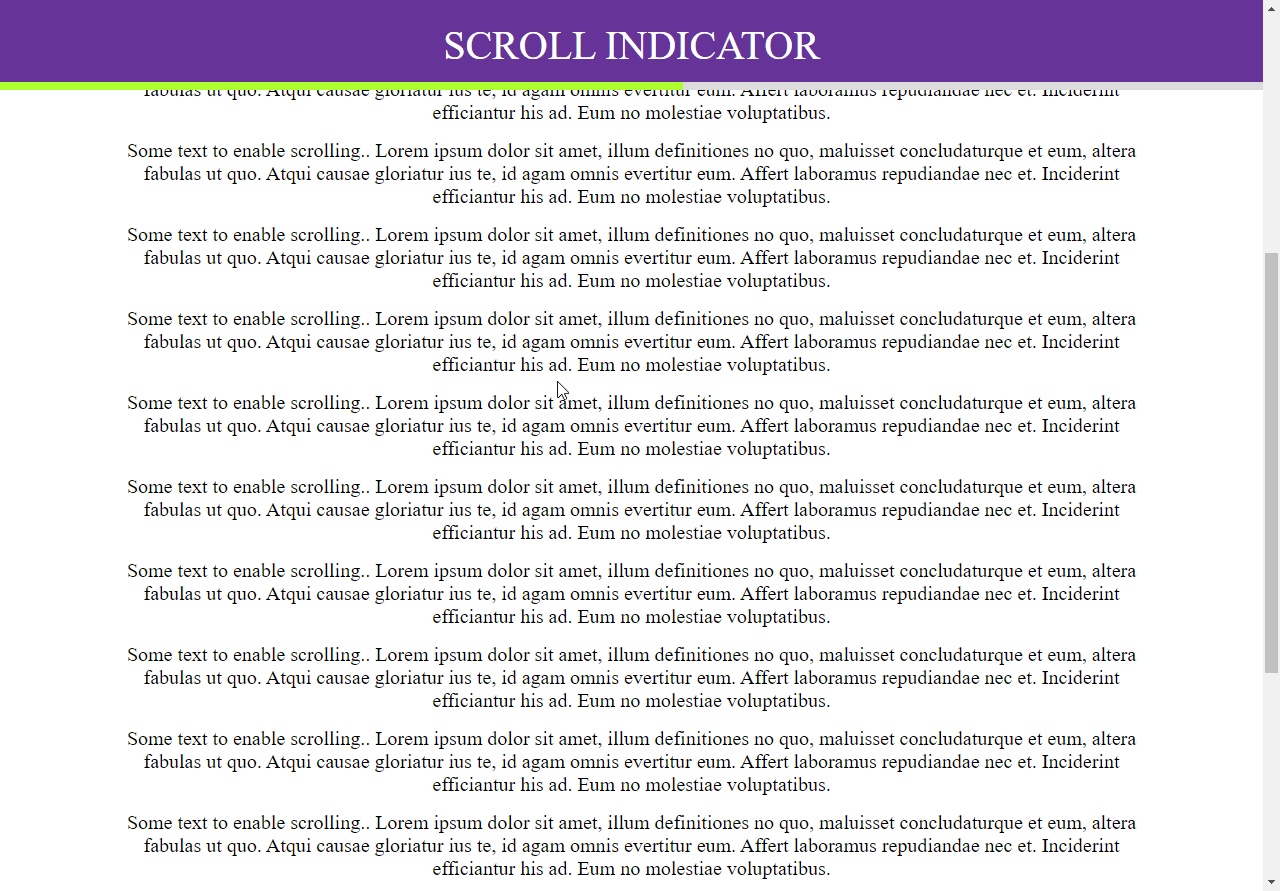 SCROLL INDICATOR
fabulas ut quo. Atqui causae gloriatur ius te, id agam omnis evertitur eum. Affert laboramus repudiandae nec et. Inciderint
efficiantur his ad. Eum no molestiae voluptatibus.
Some text to enable scrolling.. Lorem ipsum dolor sit amet, illum definitiones no quo, maluisset concludaturque et eum, altera
fabulas ut quo. Atqui causae gloriatur ius te, id agam omnis evertitur eum. Affert laboramus repudiandae nec et. Inciderint
efficiantur his ad. Eum no molestiae voluptatibus.
Some text to enable scrolling.. Lorem ipsum dolor sit amet, illum definitiones no quo, maluisset concludaturque et eum, altera
fabulas ut quo. Atqui causae gloriatur ius te, id agam omnis evertitur eum. Affert laboramus repudiandae nec et. Inciderint
efficiantur his ad. Eum no molestiae voluptatibus.
Some text to enable scrolling.. Lorem ipsum dolor sit amet, illum definitiones no quo, maluisset concludaturque et eum, altera
fabulas ut quo. Atqui causae gloriatur ius te, id agam omnis evertitur eum. Affert laboramus repudiandae nec et. Inciderint
efficiantur his ad. Eum no molestiae voluptatibus.
Some text to enable scrolling.. Lorem ipsum dolor sit amet, illum definitiones no quo, maluisset concludaturque et eum, altera
fabulas ut quo. Atqui causae gloriatur ius te, id agam omnis evertitur eum. Affert laboramus repudiandae nec et. Inciderint
efficiantur his ad. Eum no molestiae voluptatibus.
Some text to enable scrolling.. Lorem ipsum dolor sit amet, illum definitiones no quo, maluisset concludaturque et eum, altera
fabulas ut quo. Atqui causae gloriatur ius te, id agam omnis evertitur eum. Affert laboramus repudiandae nec et. Inciderint
efficiantur his ad. Eum no molestiae voluptatibus.
Some text to enable scrolling.. Lorem ipsum dolor sit amet, illum definitiones no quo, maluisset concludaturque et eum, altera
fabulas ut quo. Atqui causae gloriatur ius te, id agam omnis evertitur eum. Affert laboramus repudiandae nec et. Inciderint
efficiantur his ad. Eum no molestiae voluptatibus.
Some text to enable scrolling.. Lorem ipsum dolor sit amet, illum definitiones no quo, maluisset concludaturque et eum, altera
fabulas ut quo. Atqui causae gloriatur ius te, id agam omnis evertitur eum. Affert laboramus repudiandae nec et. Inciderint
efficiantur his ad. Eum no molestiae voluptatibus.
Some text to enable scrolling.. Lorem ipsum dolor sit amet, illum definitiones no quo, maluisset concludaturque et eum, altera
fabulas ut quo. Atqui causae gloriatur ius te, id agam omnis evertitur eum. Affert laboramus repudiandae nec et. Inciderint
efficiantur his ad. Eum no molestiae voluptatibus.
Some text to enable scrolling.. Lorem ipsum dolor sit amet, illum definitiones no quo, maluisset concludaturque et eum, altera
fabulas ut quo. Atqui causae gloriatur ius te, id agam omnis evertitur eum. Affert laboramus repudiandae nec et. Inciderint
efficiantur his ad. Eum no molestiae voluptatibus.